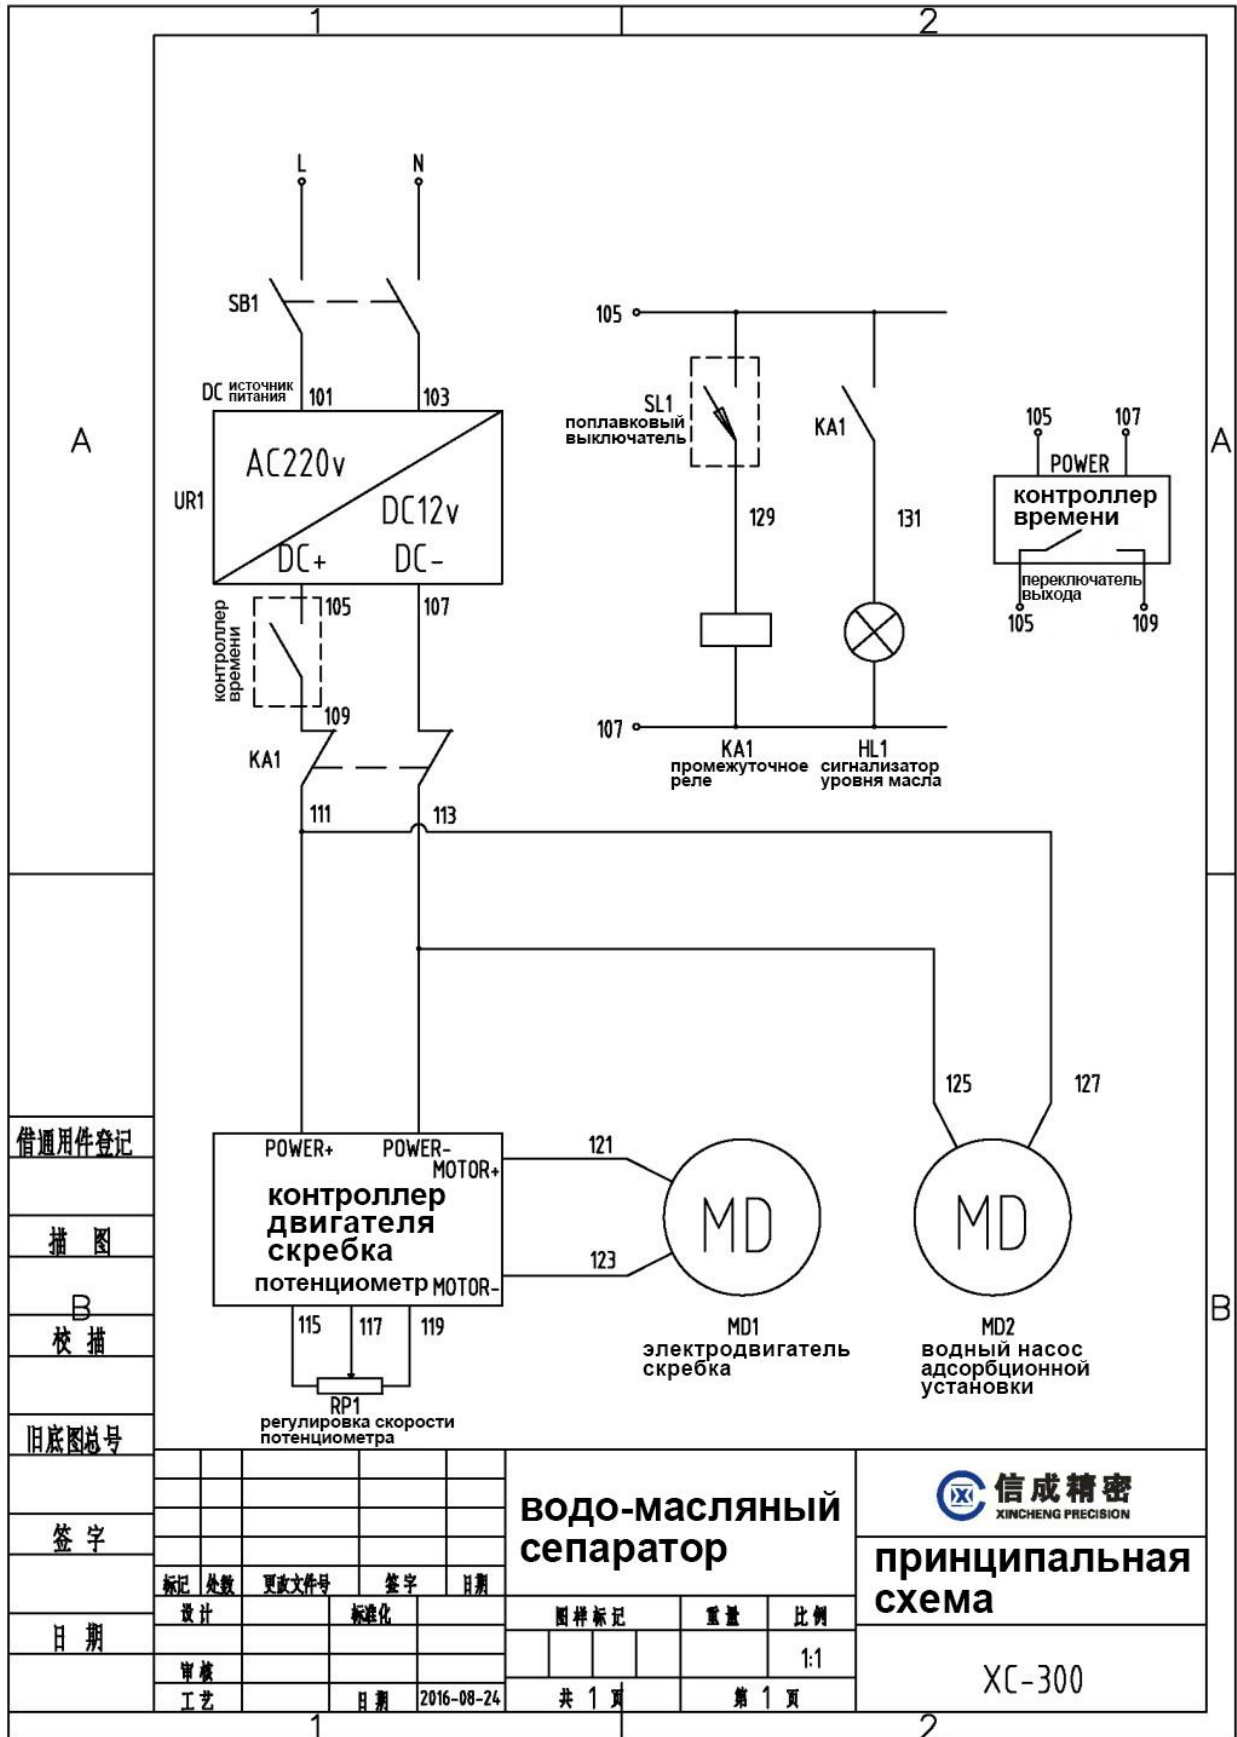 1
2
L
N
SB1
DC источник
питания
101
103
AC220v
UR1
DC12v
DC+
DC-
105
107
контроллер
времени
109
KA1
111
113
105
SL1
поплавковый
выключатель
KA1
129
131
107
KA1
промежуточное
реле
HL1
сигнализатор
уровня масла
105
107
POWER
контроллер
времени
переключатель
выхода
105
109
A
A
125
127
POWER+
POWER-
MOTOR+
контроллер
двигателя
скребка
потенциометр
MOTOR-
121
123
MD
MD
115
117
119
RP1
регулировка скорости
потенциометра
MD1
электродвигатель
скребка
MD2
водный насос
адсорбционной
установки
借通用件登记
描 图
B
B
校 描
旧底图总号
签 字
日 期
标记
处数
更改文件号
签 字
日 期
设 计
标准化
审 核
工 艺
日 期
2016-08-24
водо-масляный
сепаратор
图 样 标 记
重 量
比 例
1:1
共 1 页
第 1 页
信成精密
XINCHENG PRECISION
принципальная
схема
XC-300
1
2